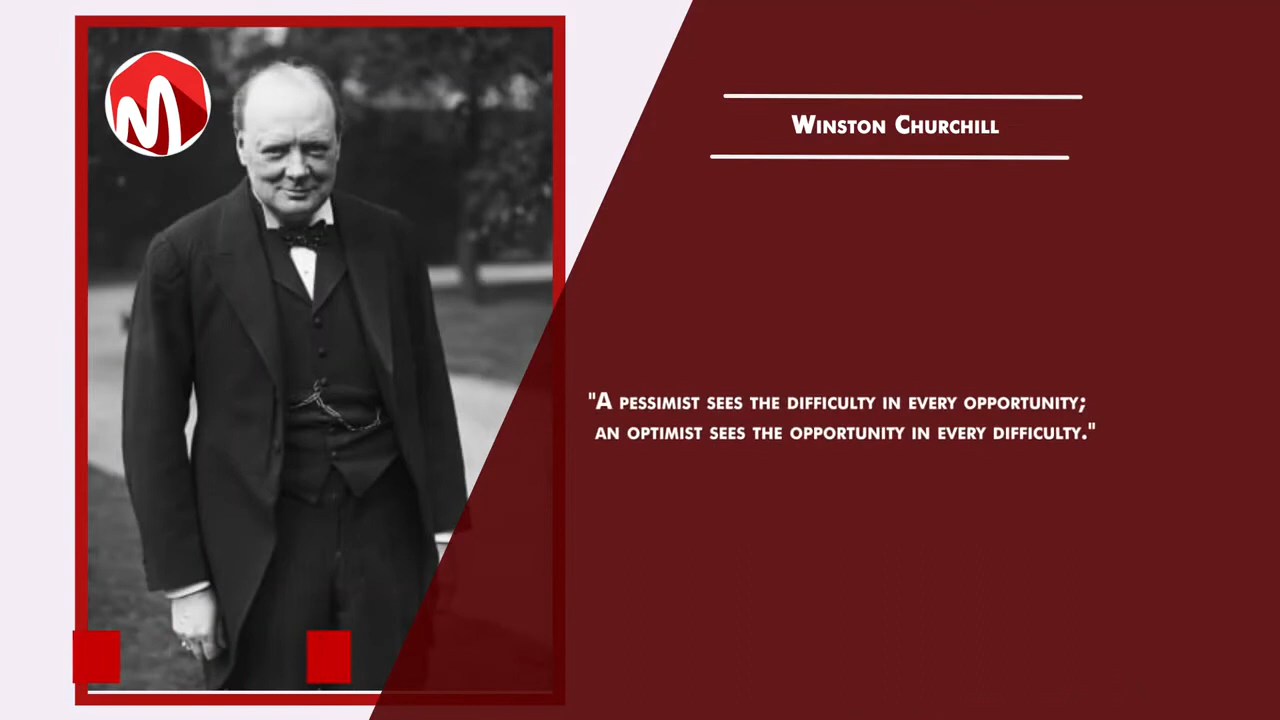 Winston Churchill
"A pessimist sees the difficulty in every opportunity;
an optimist sees the opportunity in every difficulty."